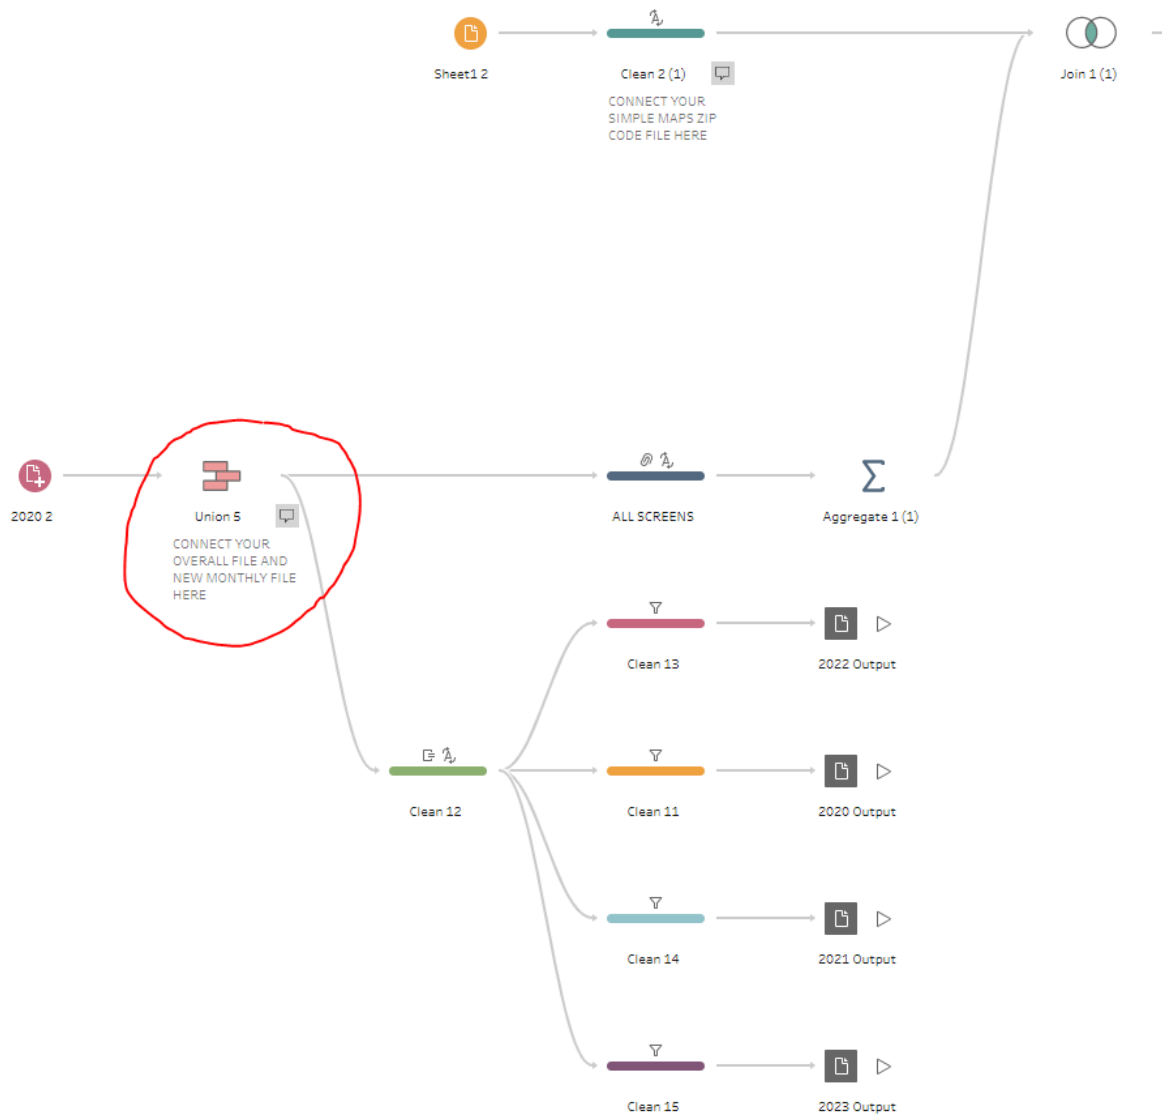 Sheet1 2
Clean 2 (1)
Join 1 (1)
CONNECT YOUR
SIMPLE MAPS ZIP
CODE FILE HERE
2020 2
Union 5
ALL SCREENS
Aggregate 1 (1)
CONNECT YOUR
OVERALL FILE AND
NEW MONTHLY FILE
HERE
Clean 13
2022 Output
Clean 12
Clean 11
2020 Output
Clean 14
2021 Output
Clean 15
2023 Output